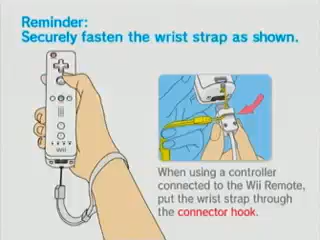 Reminder:
Securely fasten the wrist strap as shown.
Wii
When using a controller
connected to the Wii Remote,
put the wrist strap through
the connector hook.